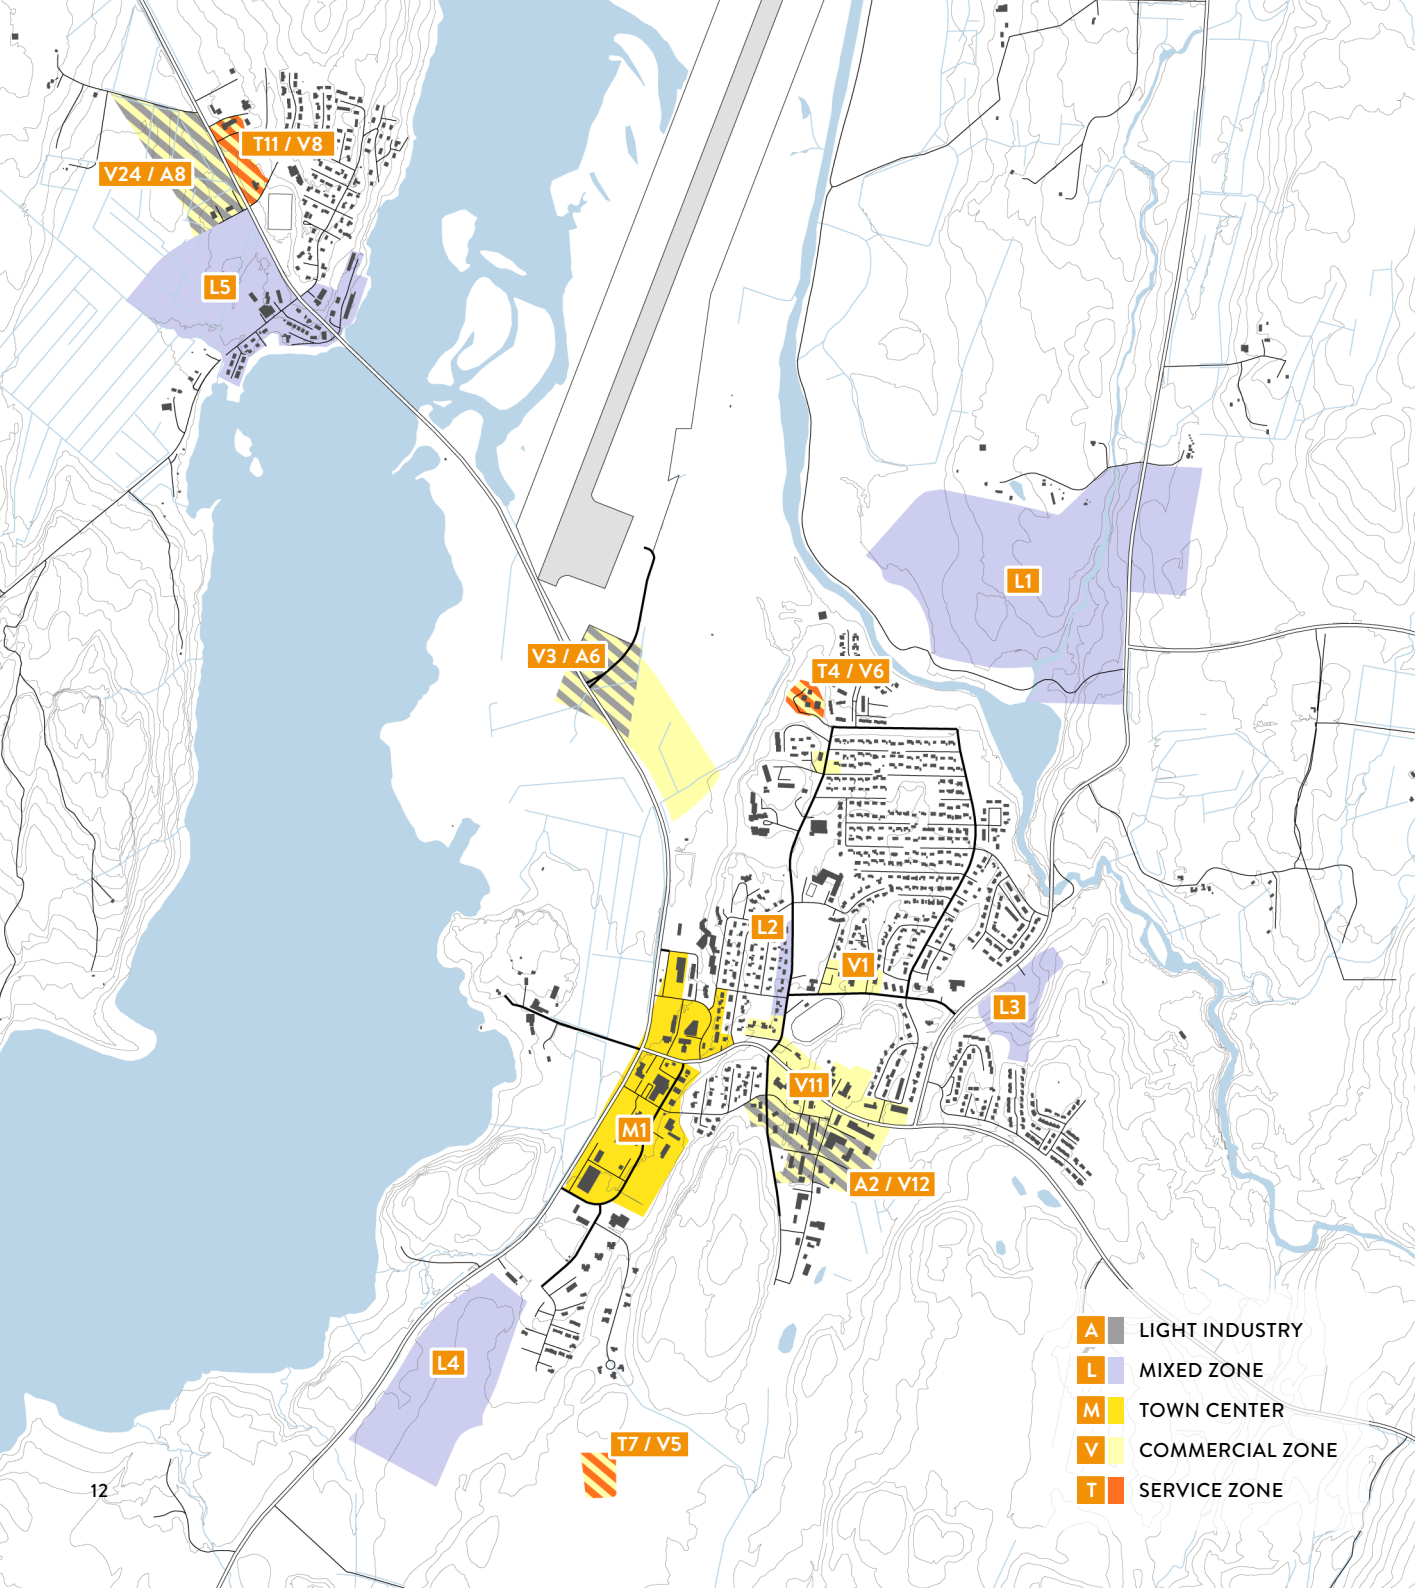 T11 / V8
V24 / A8
L5
L1
V3 / A6
T4 / V6
L2
V1
L3
V11
M1
A2 / V12
L4
T7 / V5
A LIGHT INDUSTRY
L MIXED ZONE
M TOWN CENTER
V COMMERCIAL ZONE
T SERVICE ZONE
12